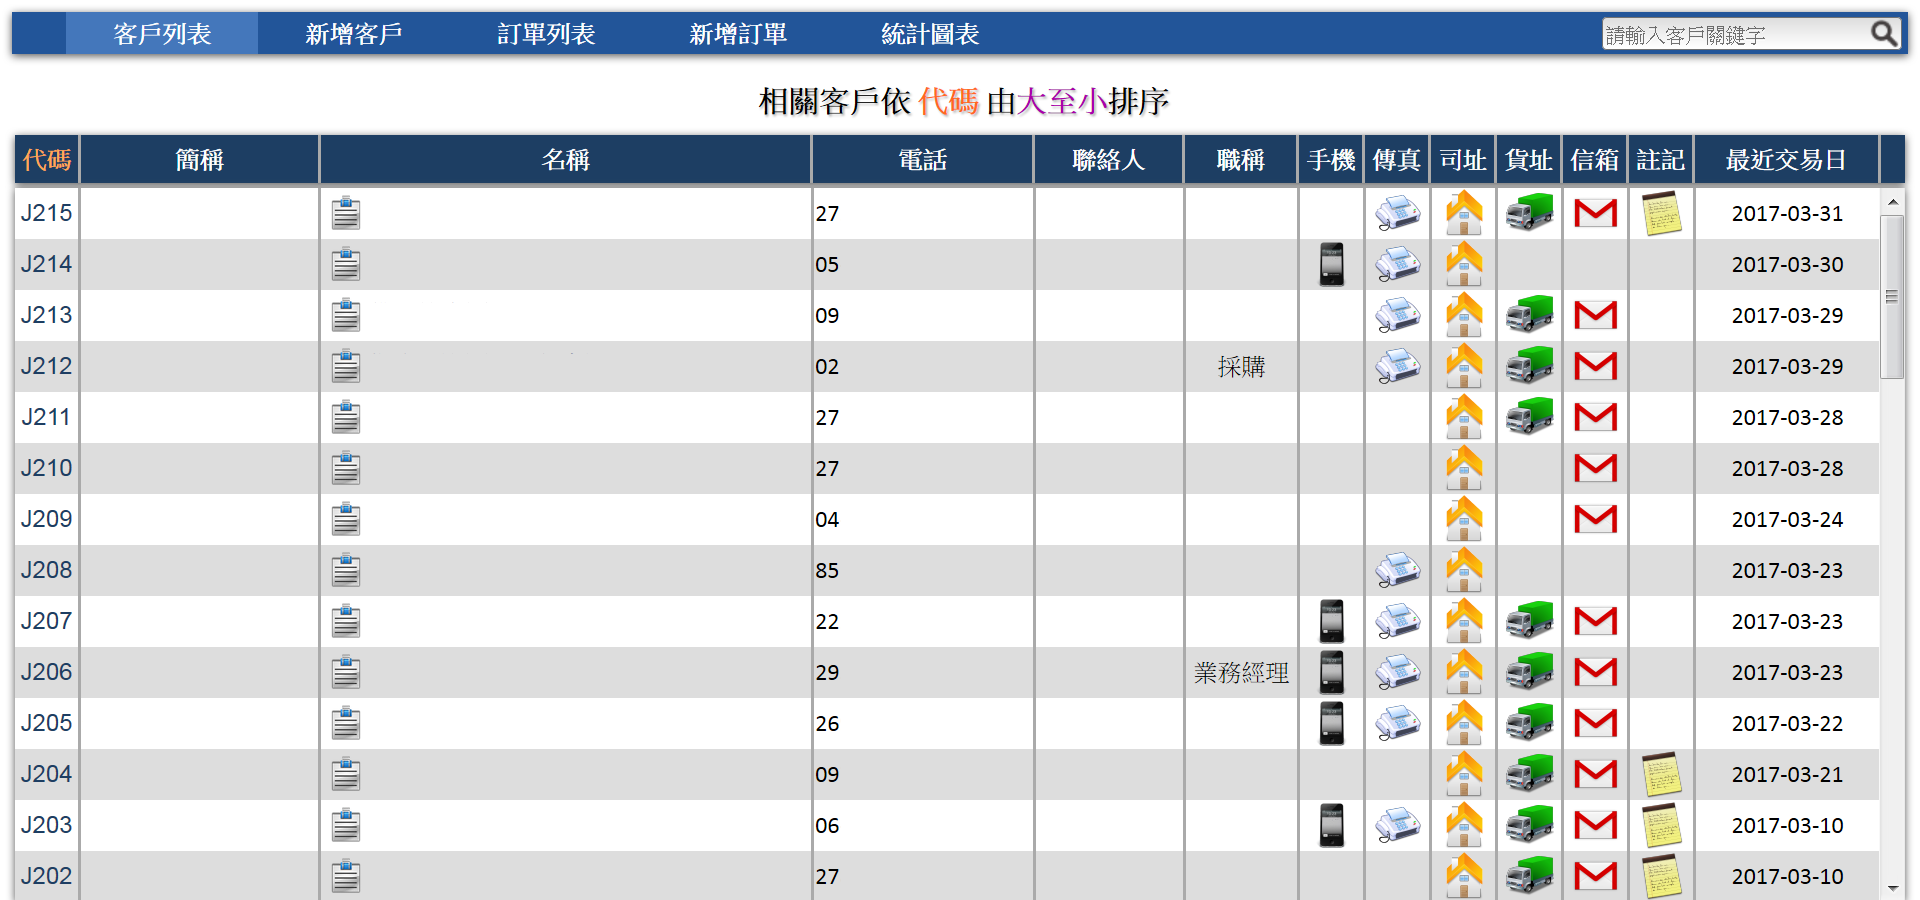 客戶列表 新增客戶 訂單列表 新增訂單 統計圖表 請輸入客戶關鍵字
相關客戶依 代碼 由大至小排序
代碼 簡稱 名稱 電話 聯絡人 職稱 手機 傳真 司址 貨址 信箱 註記 最近交易日
J215 27 2017-03-31
J214 05 2017-03-30
J213 09 2017-03-29
J212 02 採購 2017-03-29
J211 27 2017-03-28
J210 27 2017-03-28
J209 04 2017-03-24
J208 85 2017-03-23
J207 22 2017-03-23
J206 29 業務經理 2017-03-23
J205 26 2017-03-22
J204 09 2017-03-21
J203 06 2017-03-10
J202 27 2017-03-10